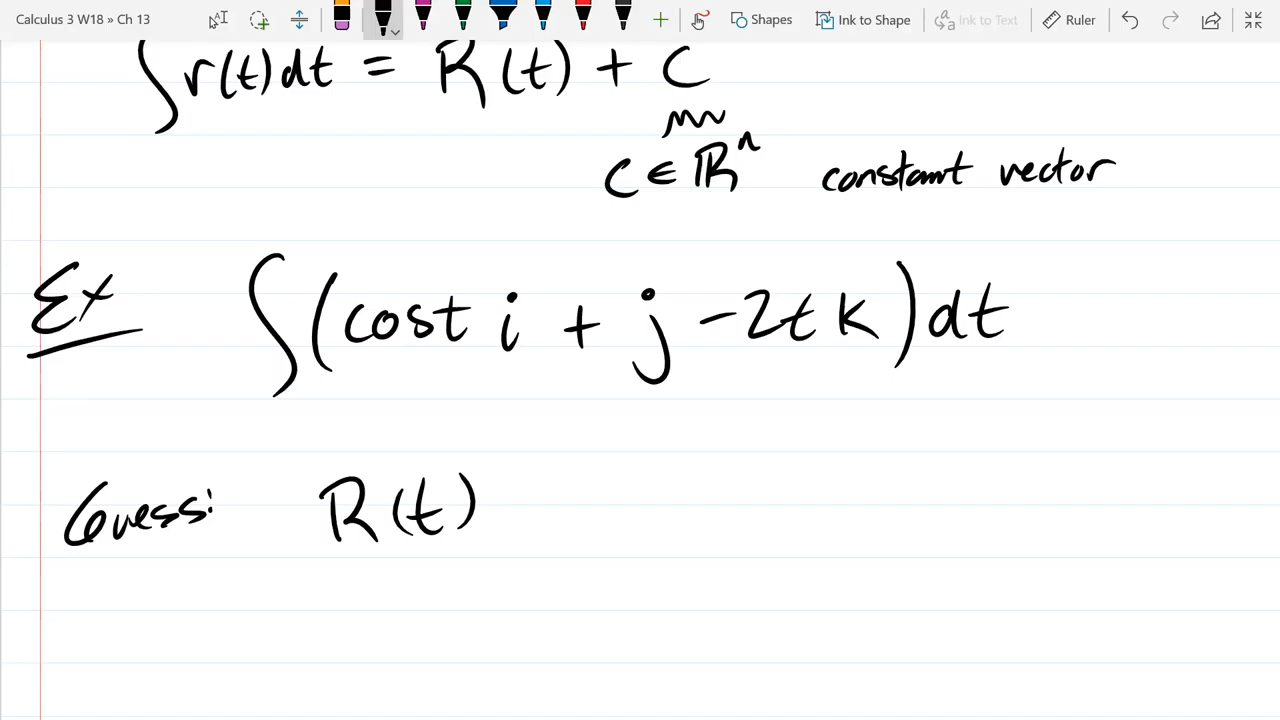 Calculus 3 W18 » Ch 13 Shapes Ink to Shape Ink to Text Ruler
∫r(t)dt = R(t) + C
C ∈ ℝⁿ constant vector
Ex ∫(cost i + j -2t k)dt
Guess: R(t)